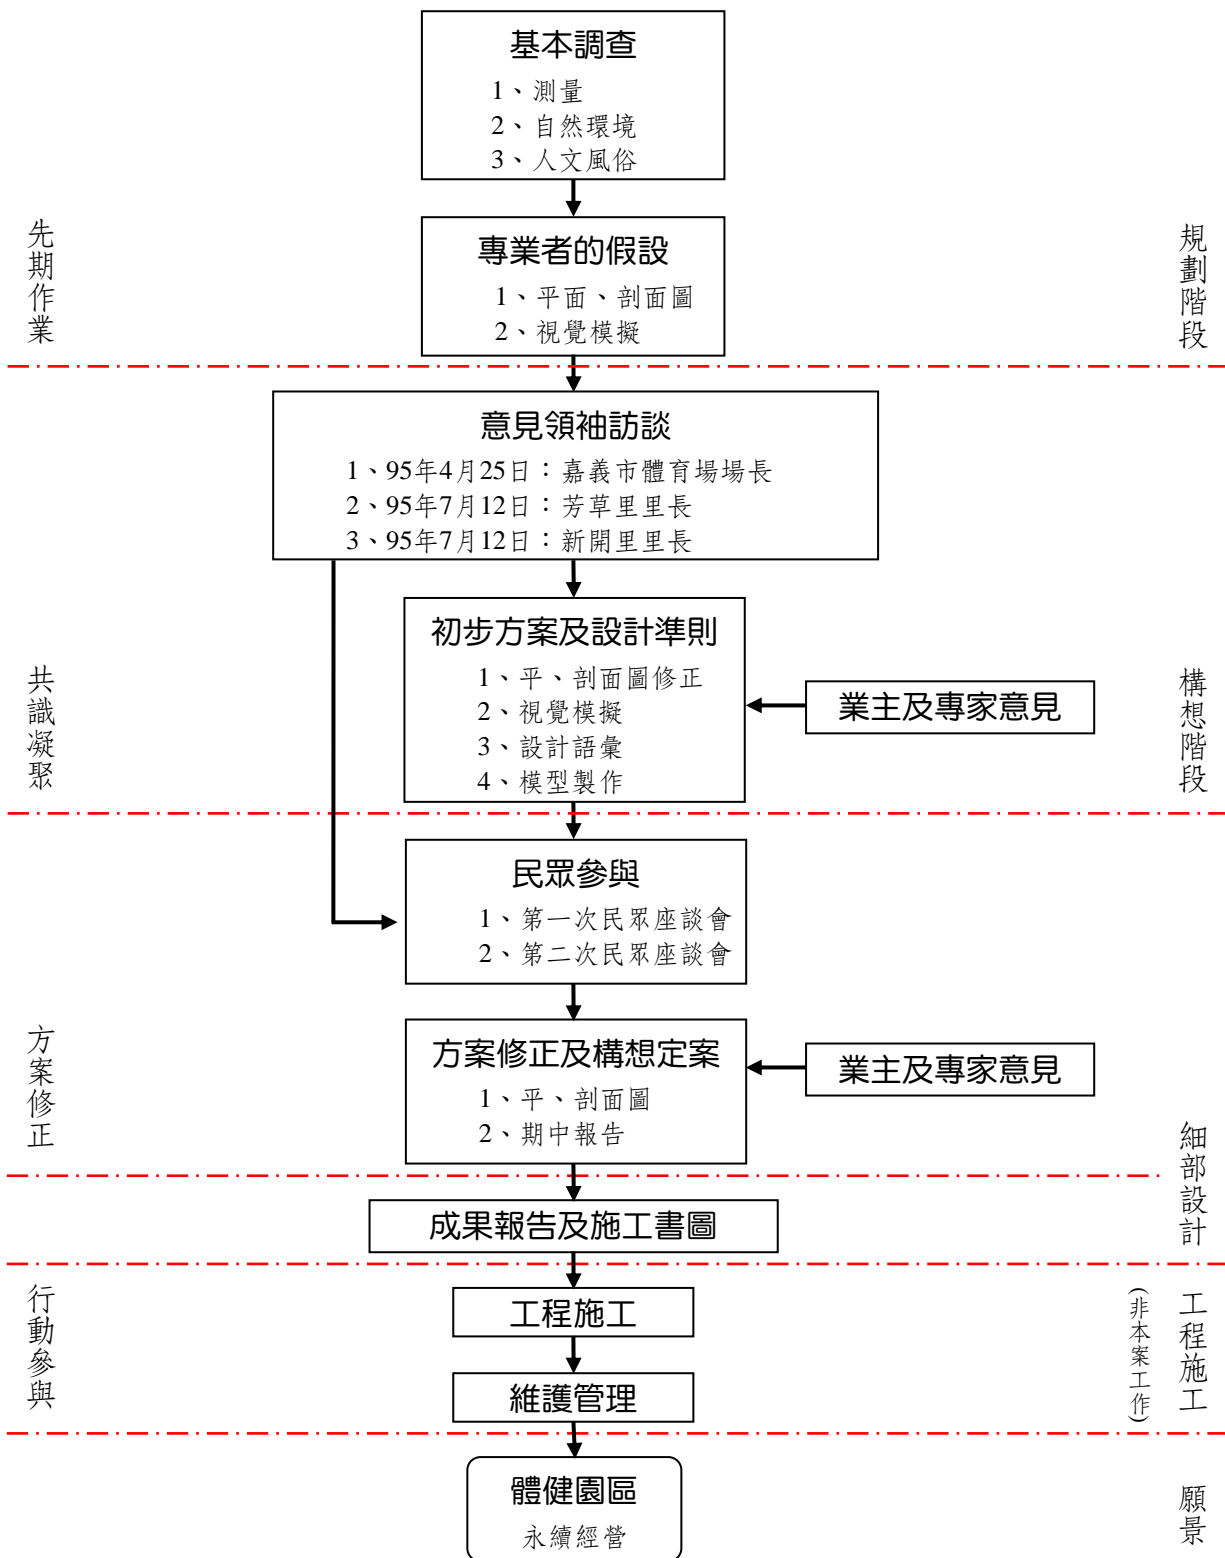 基本調查
1、測量
2、自然環境
3、人文風俗
先期作業
規劃階段
專業者的假設
1、平面、剖面圖
2、視覺模擬
意見領袖訪談
1、95年4月25日：嘉義市體育場場長
2、95年7月12日：芳草里里長
3、95年7月12日：新開里里長
共識凝聚
構想階段
初步方案及設計準則
1、平、剖面圖修正
2、視覺模擬
3、設計語彙
4、模型製作
業主及專家意見
民眾參與
1、第一次民眾座談會
2、第二次民眾座談會
方案修正
方案修正及構想定案
1、平、剖面圖
2、期中報告
業主及專家意見
細部設計
成果報告及施工書圖
行動參與
工程施工
(非本案工作)
工程施工
維護管理
體健園區
永續經營
願景